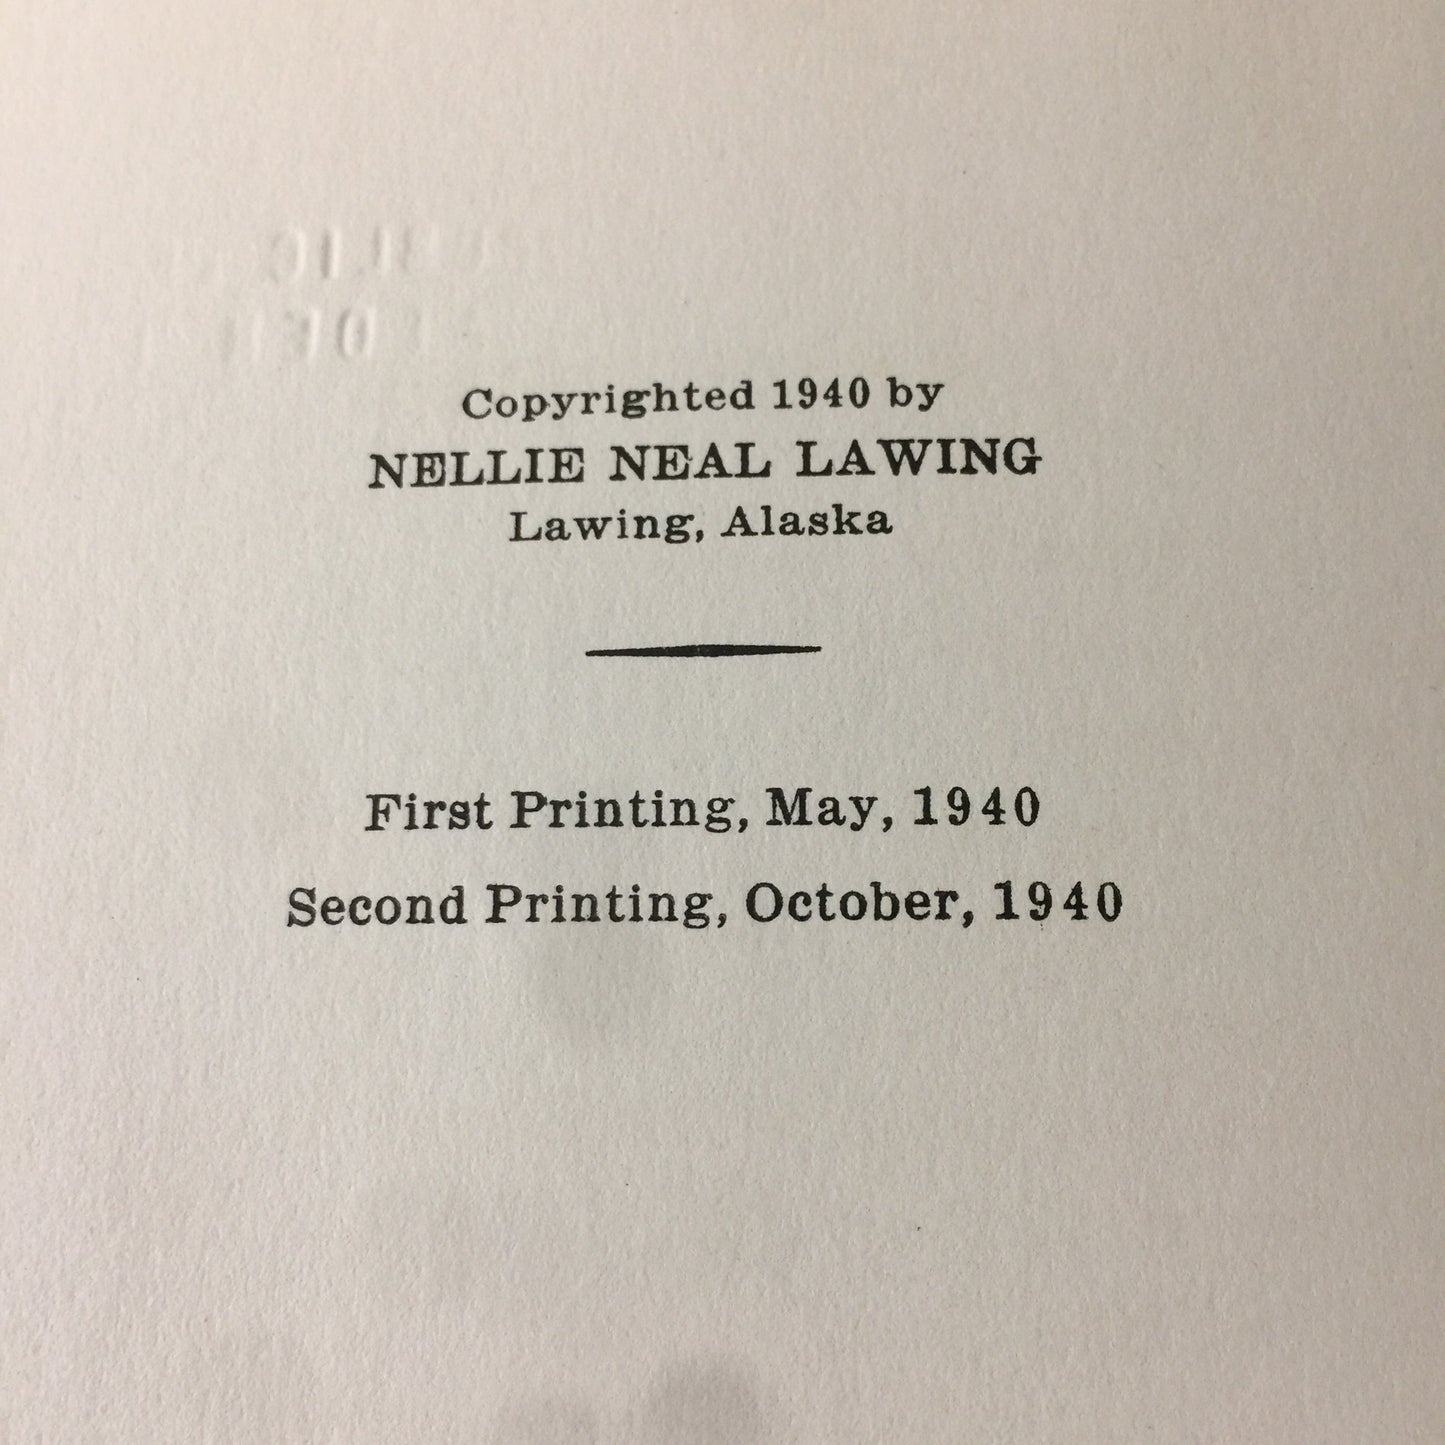 Copyrighted 1940 by
NELLIE NEAL LAWING
Lawing, Alaska
First Printing, May, 1940
Second Printing, October, 1940